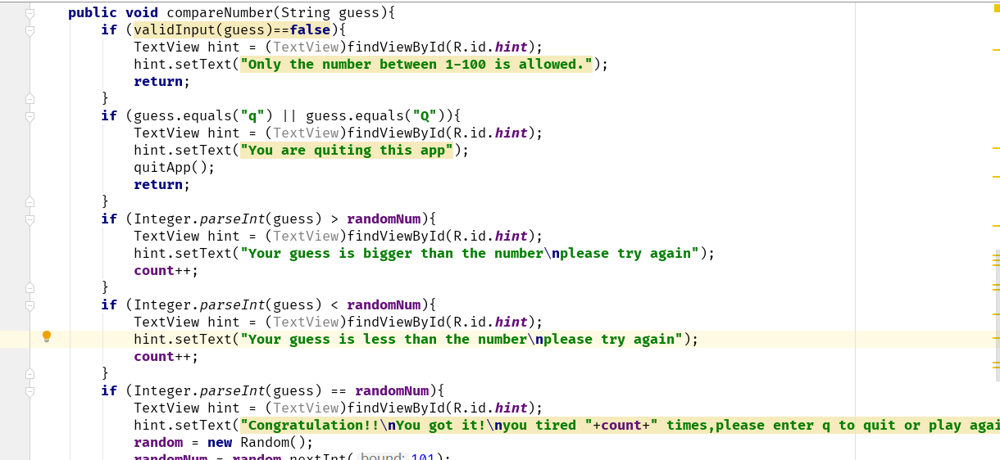 public void compareNumber(String guess){
if (validInput(guess)==false){
TextView hint = (TextView)findViewById(R.id.hint);
hint.setText("Only the number between 1-100 is allowed.");
return;
}
if (guess.equals("q") || guess.equals("Q")){
TextView hint = (TextView)findViewById(R.id.hint);
hint.setText("You are quiting this app");
quitApp();
return;
}
if (Integer.parseInt(guess) > randomNum){
TextView hint = (TextView)findViewById(R.id.hint);
hint.setText("Your guess is bigger than the number\nplease try again");
count++;
}
if (Integer.parseInt(guess) < randomNum){
TextView hint = (TextView)findViewById(R.id.hint);
hint.setText("Your guess is less than the number\nplease try again");
count++;
}
if (Integer.parseInt(guess) == randomNum){
TextView hint = (TextView)findViewById(R.id.hint);
hint.setText("Congratulation!!\nYou got it!\nyou tired "+count+" times,please enter q to quit or play agai
random = new Random();
randomNum = random.nextInt( bound: 101);